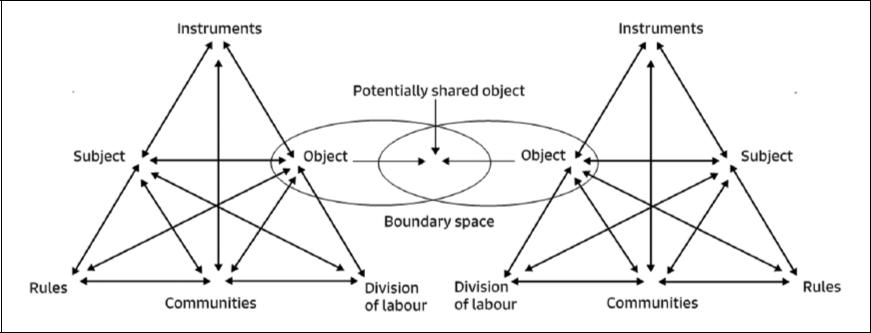 Instruments
Instruments
Potentially shared object
Subject
Object
Object
Subject
Boundary space
Rules
Communities
Division
of labour
Division
of labour
Communities
Rules